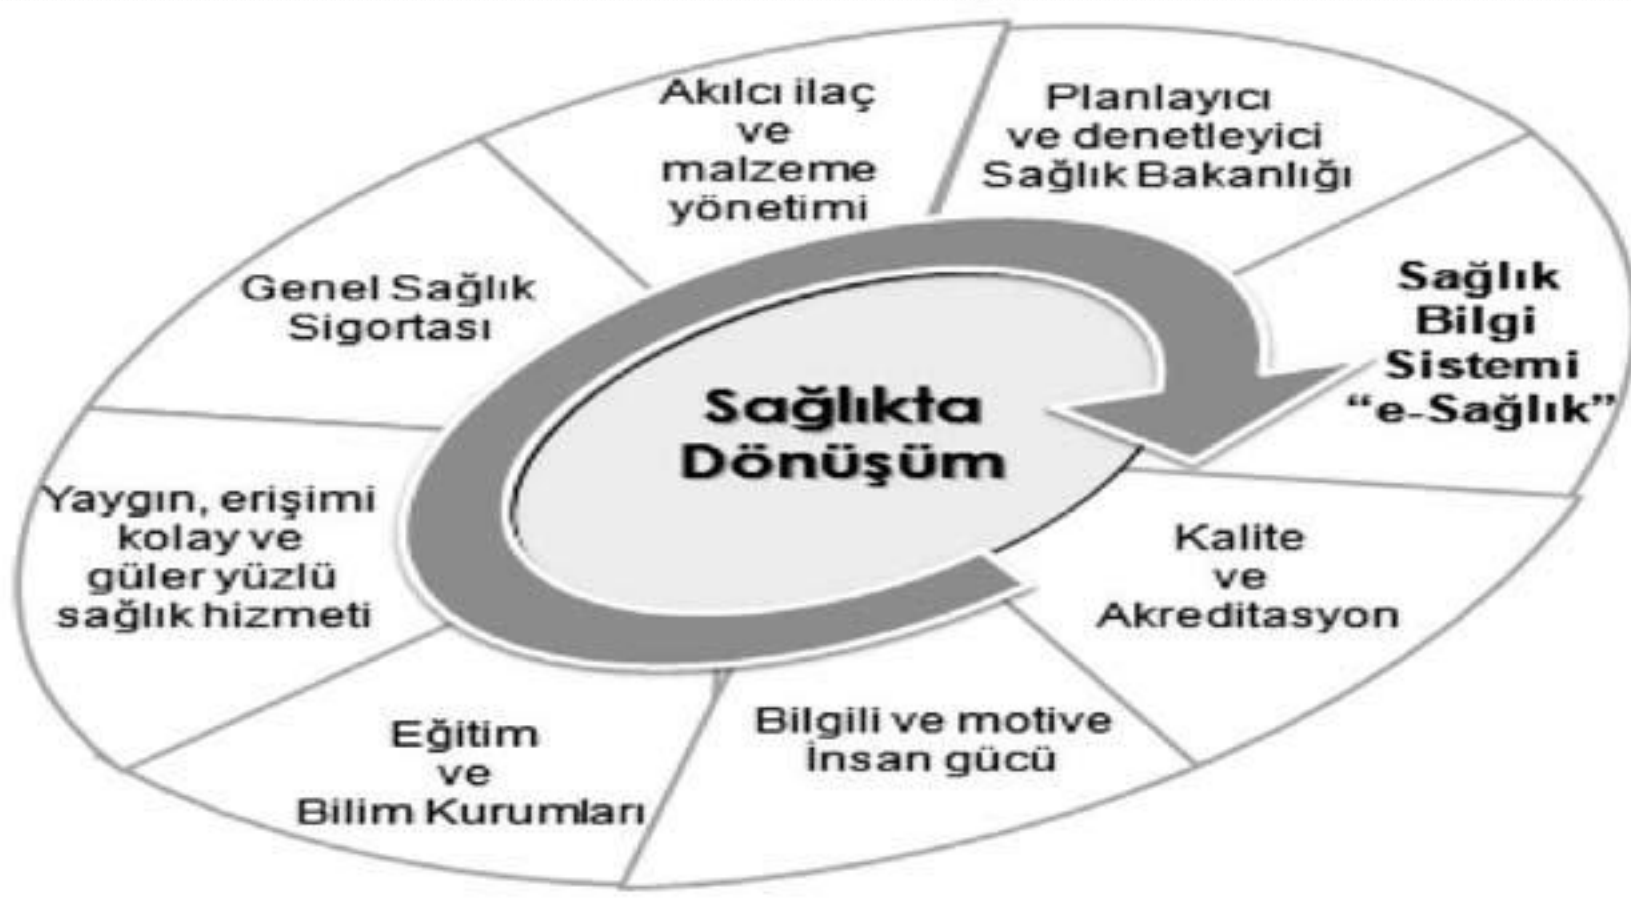 Akılcı ilaç
ve
malzeme
yönetimi
Planlayıcı
ve denetleyici
Sağlık Bakanlığı
Sağlık
Bilgi
Sistemi
“e-Sağlık”
Kalite
ve
Akreditasyon
Bilgili ve motive
İnsan gücü
Eğitim
ve
Bilim Kurumları
Yaygın, erişimi
kolay ve
güler yüzlü
sağlık hizmeti
Genel Sağlık
Sigortası
Sağlıkta
Dönüşüm